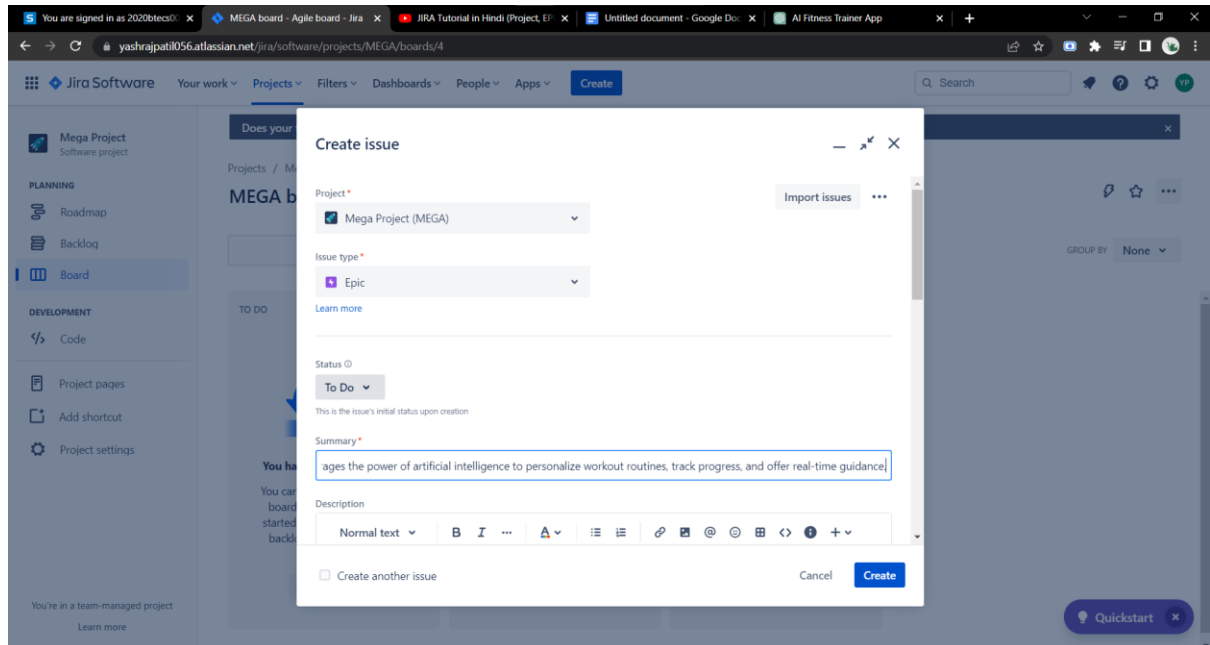 You are signed in as 2020btecs00
MEGA board - Agile board - Jira
JIRA Tutorial in Hindi (Project, EP
Untitled document - Google Doc
AI Fitness Trainer App
yashrajpatil056.atlassian.net/jira/software/projects/MEGA/boards/4
Jira Software Your work Projects Filters Dashboards People Apps Create Search YP
Does your
Mega Project
Software project
PLANNING
Roadmap
Backlog
Board
DEVELOPMENT
Code
Project pages
Add shortcut
Project settings
You're in a team-managed project
Learn more
Projects / M
MEGA b
GROUP BY None
TO DO
You ha
You car
board
started
backl
Create issue
Project *
Import issues
Mega Project (MEGA)
Issue type *
Epic
Learn more
Status
To Do
This is the issue's initial status upon creation
Summary *
ages the power of artificial intelligence to personalize workout routines, track progress, and offer real-time guidance.
Description
Normal text B I ... A
Create another issue
Cancel Create
Quickstart